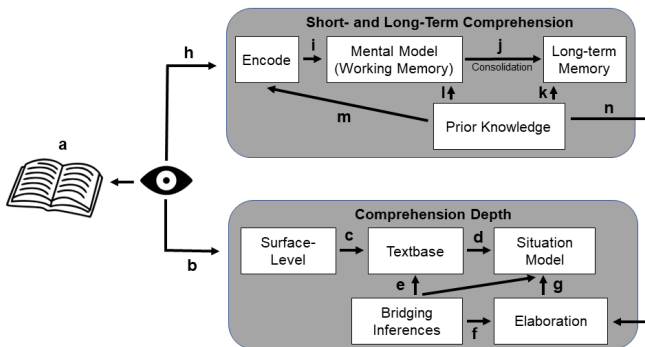 Short- and Long-Term Comprehension
h
Encode
i
Mental Model
(Working Memory)
j
Consolidation
Long-term
Memory
l
k
m
Prior Knowledge
n
a
Comprehension Depth
b
Surface-
Level
c
Textbase
d
Situation
Model
e
g
Bridging
Inferences
f
Elaboration